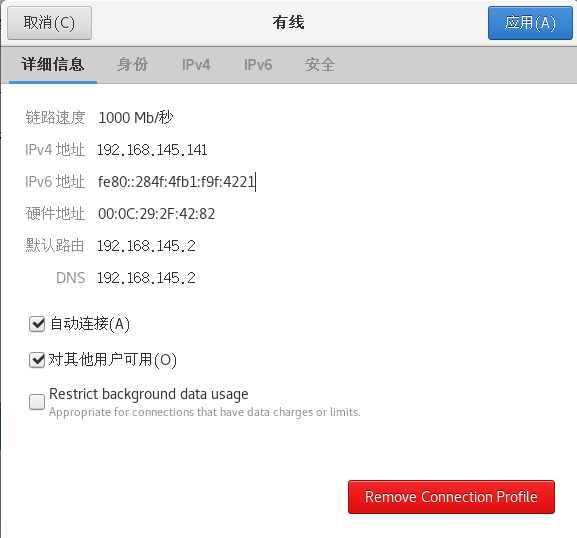 取消(C) 有线 应用(A)
详细信息 身份 IPv4 IPv6 安全
链路速度 1000 Mb/秒
IPv4 地址 192.168.145.141
IPv6 地址 fe80::284f:4fb1:f9f:4221
硬件地址 00:0C:29:2F:42:82
默认路由 192.168.145.2
DNS 192.168.145.2
自动连接(A)
对其他用户可用(O)
Restrict background data usage
Appropriate for connections that have data charges or limits.
Remove Connection Profile